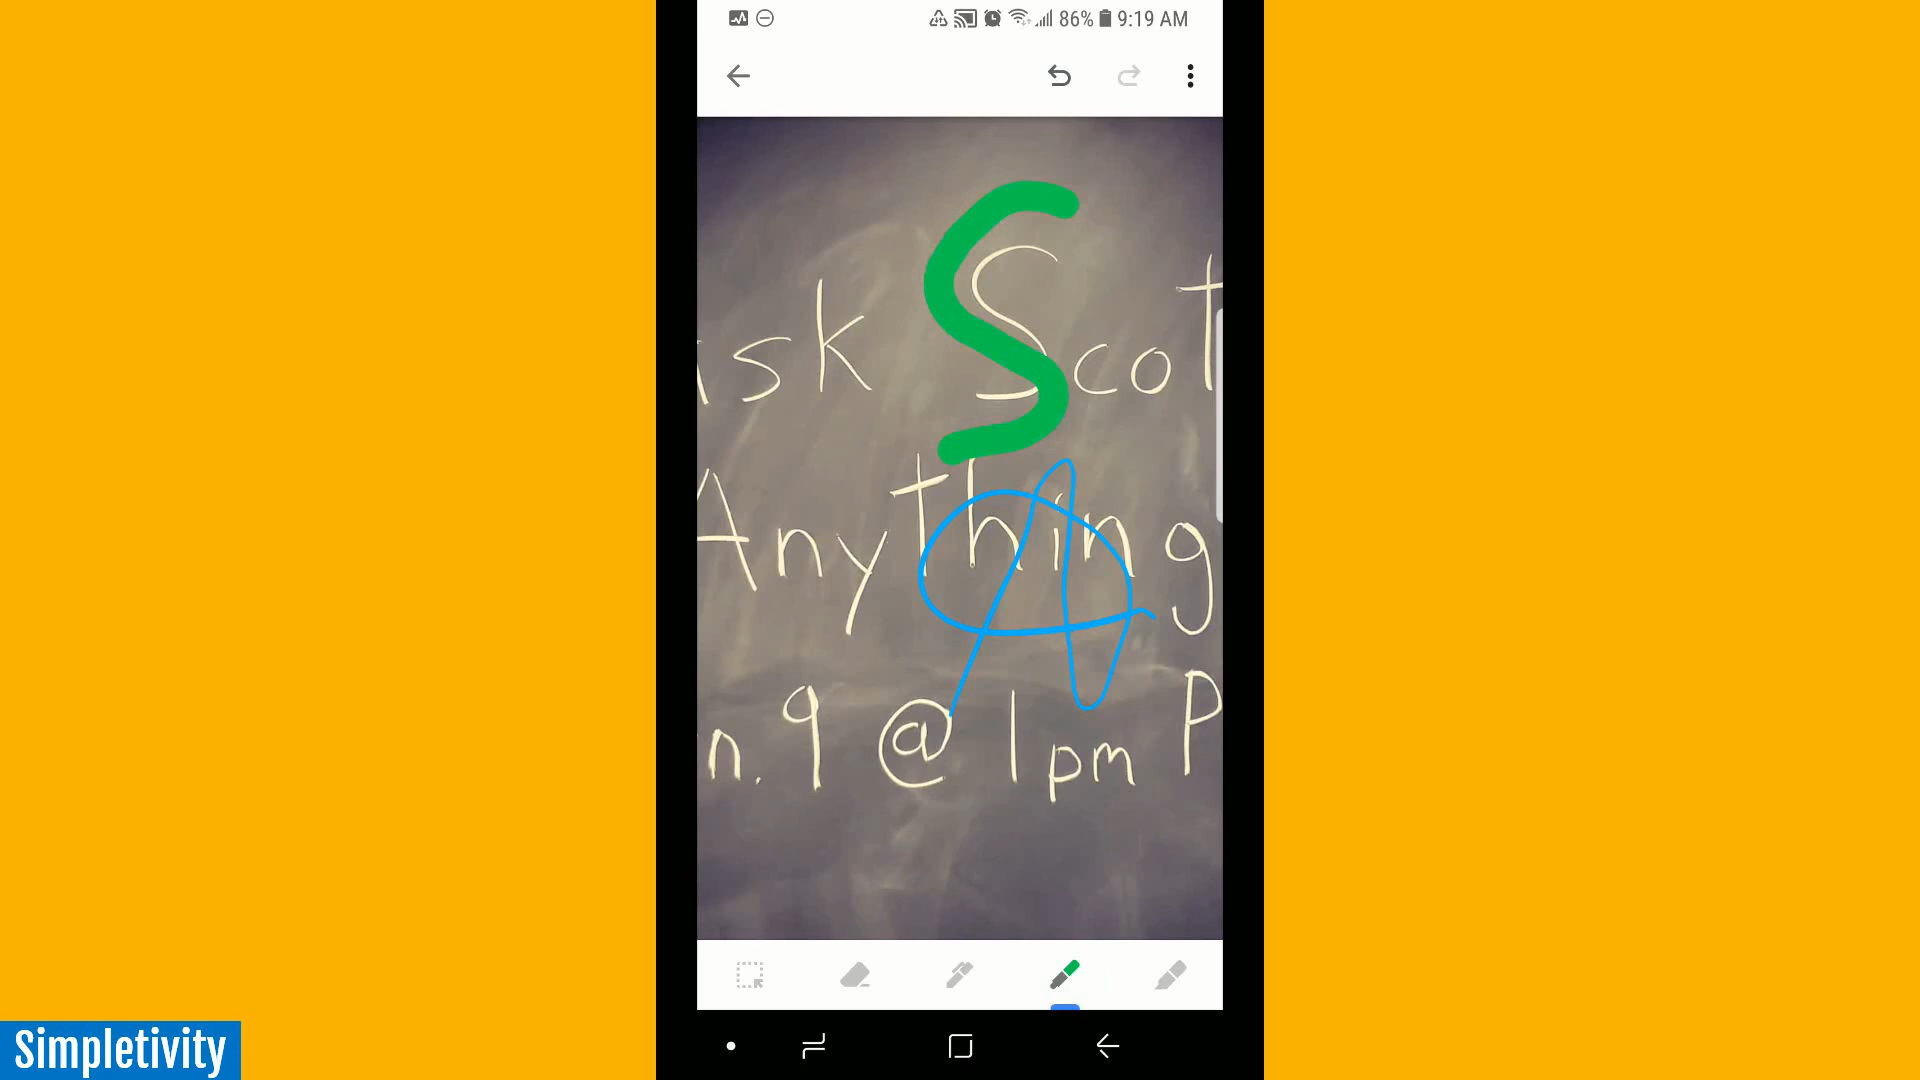 86% 9:19 AM
S
sk Scot
Anything
A
n. 9 @ 1pm P
Simpletivity